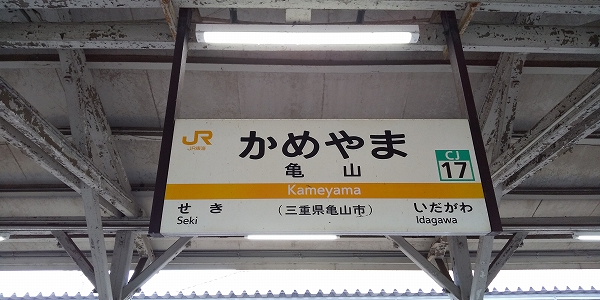 JR
JR東海
かめやま
亀山
Kameyama
CJ
17
せき
Seki
（三重県亀山市）
いだがわ
Idagawa